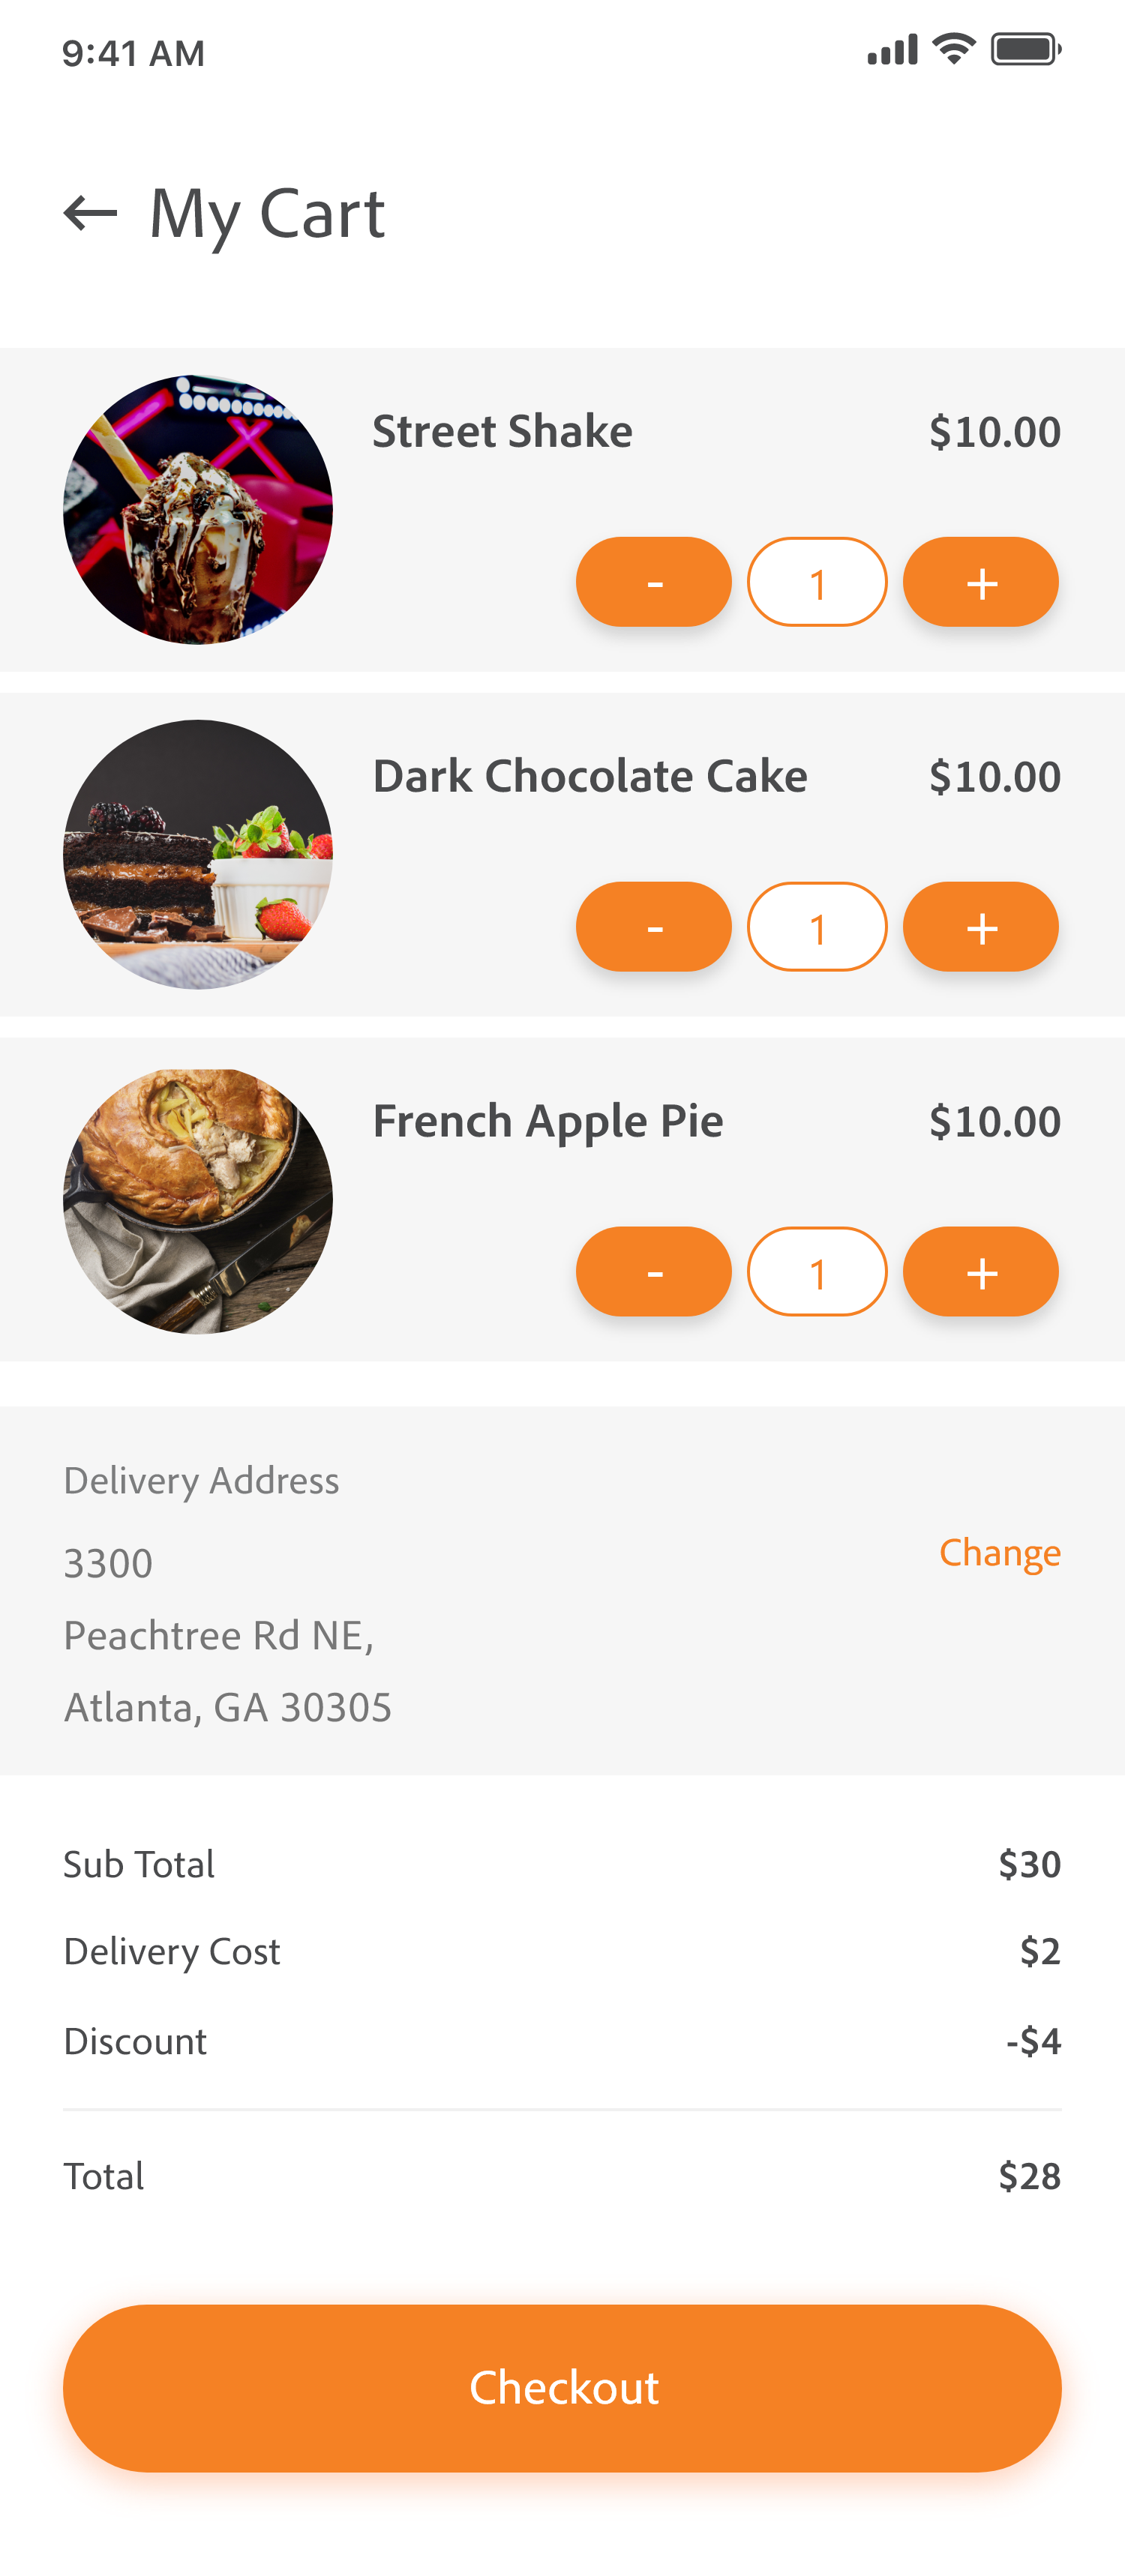 9:41 AM
← My Cart
Street Shake $10.00
- 1 +
Dark Chocolate Cake $10.00
- 1 +
French Apple Pie $10.00
- 1 +
Delivery Address
3300
Change
Peachtree Rd NE,
Atlanta, GA 30305
Sub Total $30
Delivery Cost $2
Discount -$4
Total $28
Checkout